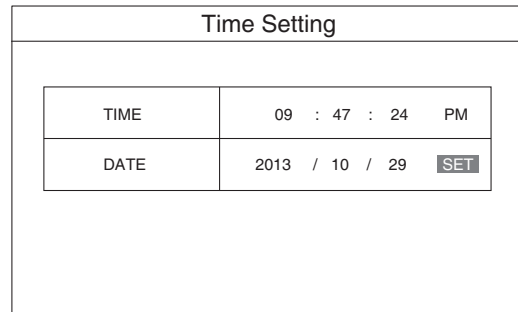 Time Setting
TIME 09 : 47 : 24 PM
DATE 2013 / 10 / 29 SET